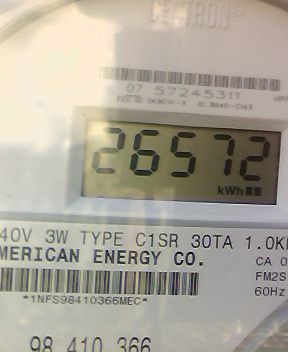 CENTRON®
07 57245311
26572
kWh
40V 3W TYPE C1SR 30TA 1.0K
MERICAN ENERGY CO.
CA 0
FM2S
60Hz
*1NFS98410366MEC*
98 410 366